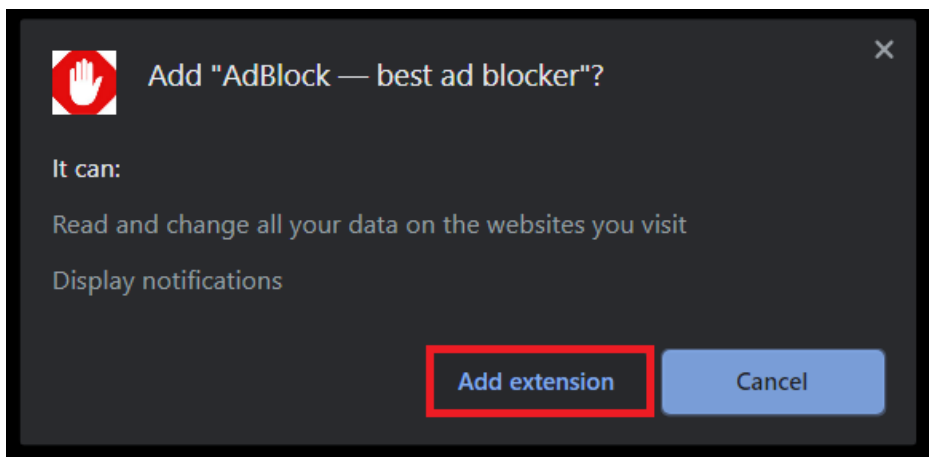 Add "AdBlock — best ad blocker"?
It can:
Read and change all your data on the websites you visit
Display notifications
Add extension
Cancel